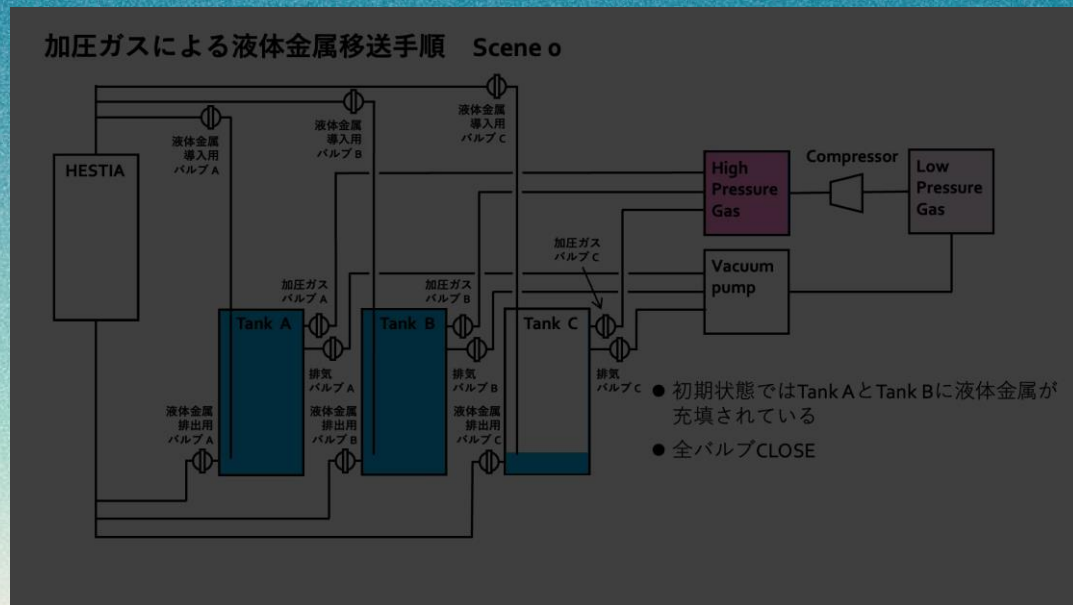 加圧ガスによる液体金属移送手順 Scene 0
液体金属
導入用
バルブ A
液体金属
導入用
バルブ B
液体金属
導入用
バルブ C
HESTIA
High
Pressure
Gas
Compressor
Low
Pressure
Gas
加圧ガス
バルブ A
加圧ガス
バルブ B
加圧ガス
バルブ C
Vacuum
pump
Tank A
Tank B
Tank C
排気
バルブ A
排気
バルブ B
排気
バルブ C
液体金属
排出用
バルブ A
液体金属
排出用
バルブ B
液体金属
排出用
バルブ C
● 初期状態ではTank AとTank Bに液体金属が
充填されている
● 全バルブCLOSE